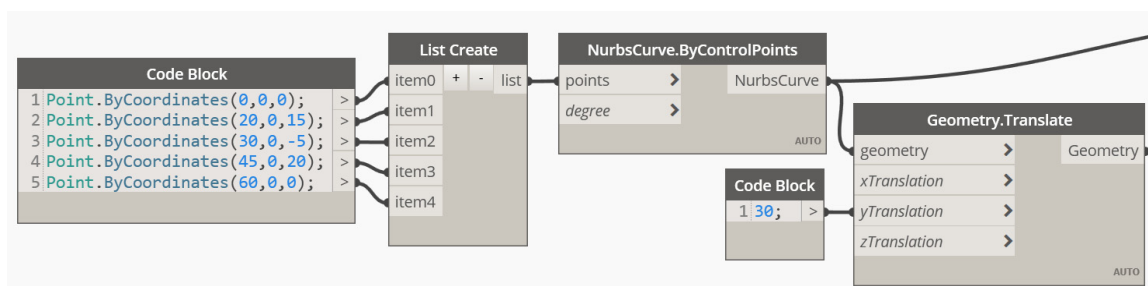 Code Block
1 Point.ByCoordinates(0,0,0); >
2 Point.ByCoordinates(20,0,15); >
3 Point.ByCoordinates(30,0,-5); >
4 Point.ByCoordinates(45,0,20); >
5 Point.ByCoordinates(60,0,0); >
List Create
item0 + - list
item1
item2
item3
item4
NurbsCurve.ByControlPoints
points > NurbsCurve
degree >
AUTO
Code Block
1 30; >
Geometry.Translate
geometry > Geometry
xTranslation >
yTranslation >
zTranslation >
AUTO